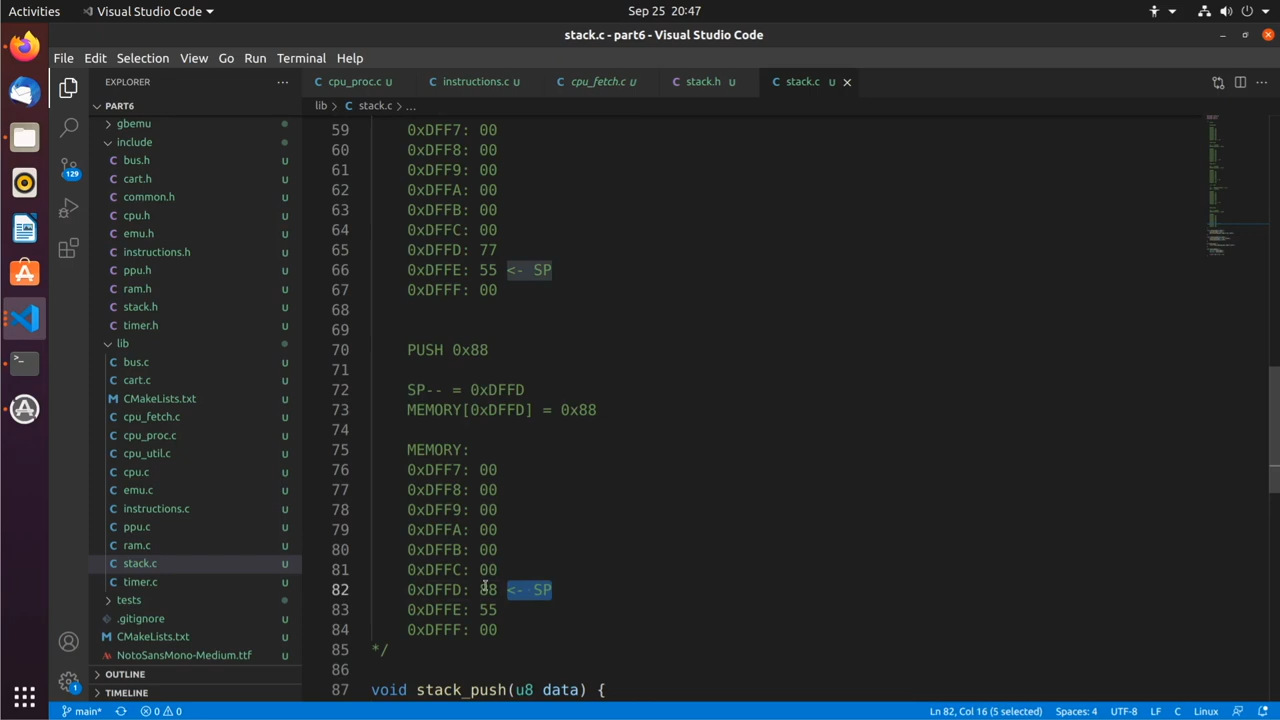 Activities
Visual Studio Code
Sep 25 20:47
stack.c - part6 - Visual Studio Code
File Edit Selection View Go Run Terminal Help
EXPLORER
cpu_proc.c U
instructions.c U
cpu_fetch.c U
stack.h U
stack.c U
PART6
lib > C stack.c > ...
gbemu
include
C bus.h U
C cart.h U
C common.h U
C cpu.h U
C emu.h U
C instructions.h U
C ppu.h U
C ram.h U
C stack.h U
C timer.h U
lib
C bus.c U
C cart.c U
M CMakeLists.txt U
C cpu_fetch.c U
C cpu_proc.c U
C cpu_util.c U
C cpu.c U
C emu.c U
C instructions.c U
C ppu.c U
C ram.c U
C stack.c U
C timer.c U
tests
.gitignore U
M CMakeLists.txt U
NotoSansMono-Medium.ttf U
OUTLINE
TIMELINE
129
1
59 0xDFF7: 00
60 0xDFF8: 00
61 0xDFF9: 00
62 0xDFFA: 00
63 0xDFFB: 00
64 0xDFFC: 00
65 0xDFFD: 77
66 0xDFFE: 55 <- SP
67 0xDFFF: 00
68
69
70 PUSH 0x88
71
72 SP-- = 0xDFFD
73 MEMORY[0xDFFD] = 0x88
74
75 MEMORY:
76 0xDFF7: 00
77 0xDFF8: 00
78 0xDFF9: 00
79 0xDFFA: 00
80 0xDFFB: 00
81 0xDFFC: 00
82 0xDFFD: 88 <- SP
83 0xDFFE: 55
84 0xDFFF: 00
85 */
86
87 void stack_push(u8 data) {
main* 0 0
Ln 82, Col 16 (5 selected) Spaces: 4 UTF-8 LF C Linux